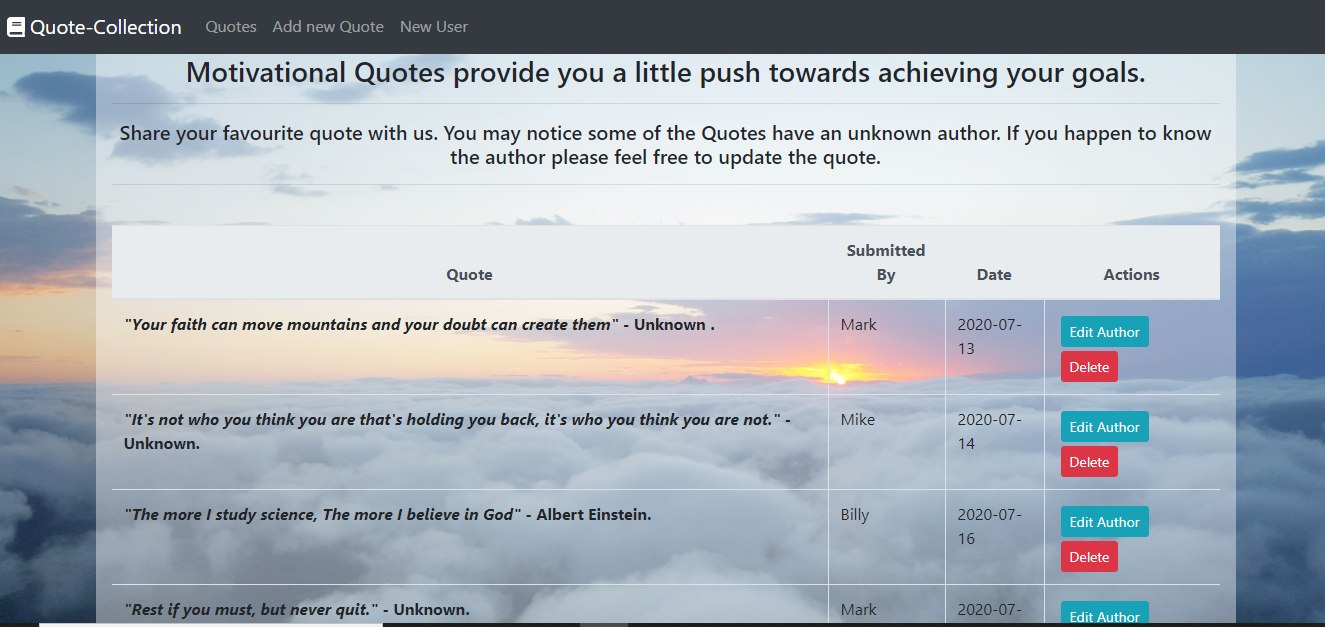 Quote-Collection Quotes Add new Quote New User
Motivational Quotes provide you a little push towards achieving your goals.
Share your favourite quote with us. You may notice some of the Quotes have an unknown author. If you happen to know
the author please feel free to update the quote.
Quote Submitted By Date Actions
"Your faith can move mountains and your doubt can create them" - Unknown . Mark 2020-07-13 Edit Author
Delete
"It's not who you think you are that's holding you back, it's who you think you are not." - Mike 2020-07-14 Edit Author
Unknown. Delete
"The more I study science, The more I believe in God" - Albert Einstein. Billy 2020-07-16 Edit Author
Delete
"Rest if you must, but never quit." - Unknown. Mark 2020-07- Edit Author